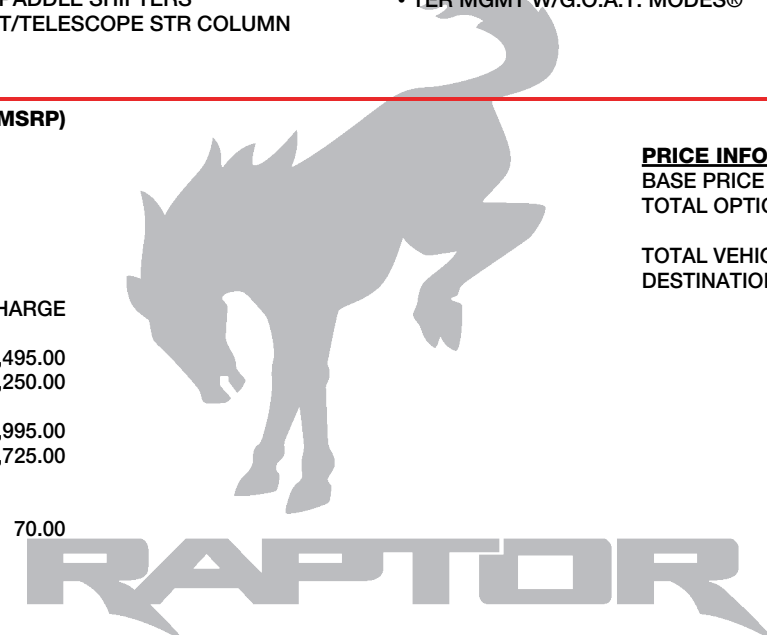 PADDLE SHIFTERS
T/TELESCOPE STR COLUMN
• TER MGMT W/G.O.A.T. MODES®
MSRP)
HARGE
,495.00
,250.00
,995.00
,725.00
70.00
PRICE INFO
BASE PRICE
TOTAL OPTIO
TOTAL VEHIC
DESTINATION
RAPTOR